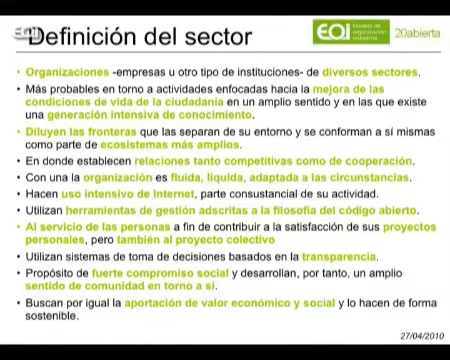 EOI
Definición del sector
EOI escuela de organización industrial
20abierta
• Organizaciones -empresas u otro tipo de instituciones- de diversos sectores.
• Más probables en torno a actividades enfocadas hacia la mejora de las
condiciones de vida de la ciudadanía en un amplio sentido y en las que existe
una generación intensiva de conocimiento.
• Diluyen las fronteras que las separan de su entorno y se conforman a sí mismas
como parte de ecosistemas más amplios.
• En donde establecen relaciones tanto competitivas como de cooperación.
• Con una la organización es fluida, líquida, adaptada a las circunstancias.
• Hacen uso intensivo de Internet, parte consustancial de su actividad.
• Utilizan herramientas de gestión adscritas a la filosofía del código abierto.
• Al servicio de las personas a fin de contribuir a la satisfacción de sus proyectos
personales, pero también al proyecto colectivo
• Utilizan sistemas de toma de decisiones basados en la transparencia.
• Propósito de fuerte compromiso social y desarrollan, por tanto, un amplio
sentido de comunidad en torno a sí.
• Buscan por igual la aportación de valor económico y social y lo hacen de forma
sostenible.
27/04/2010